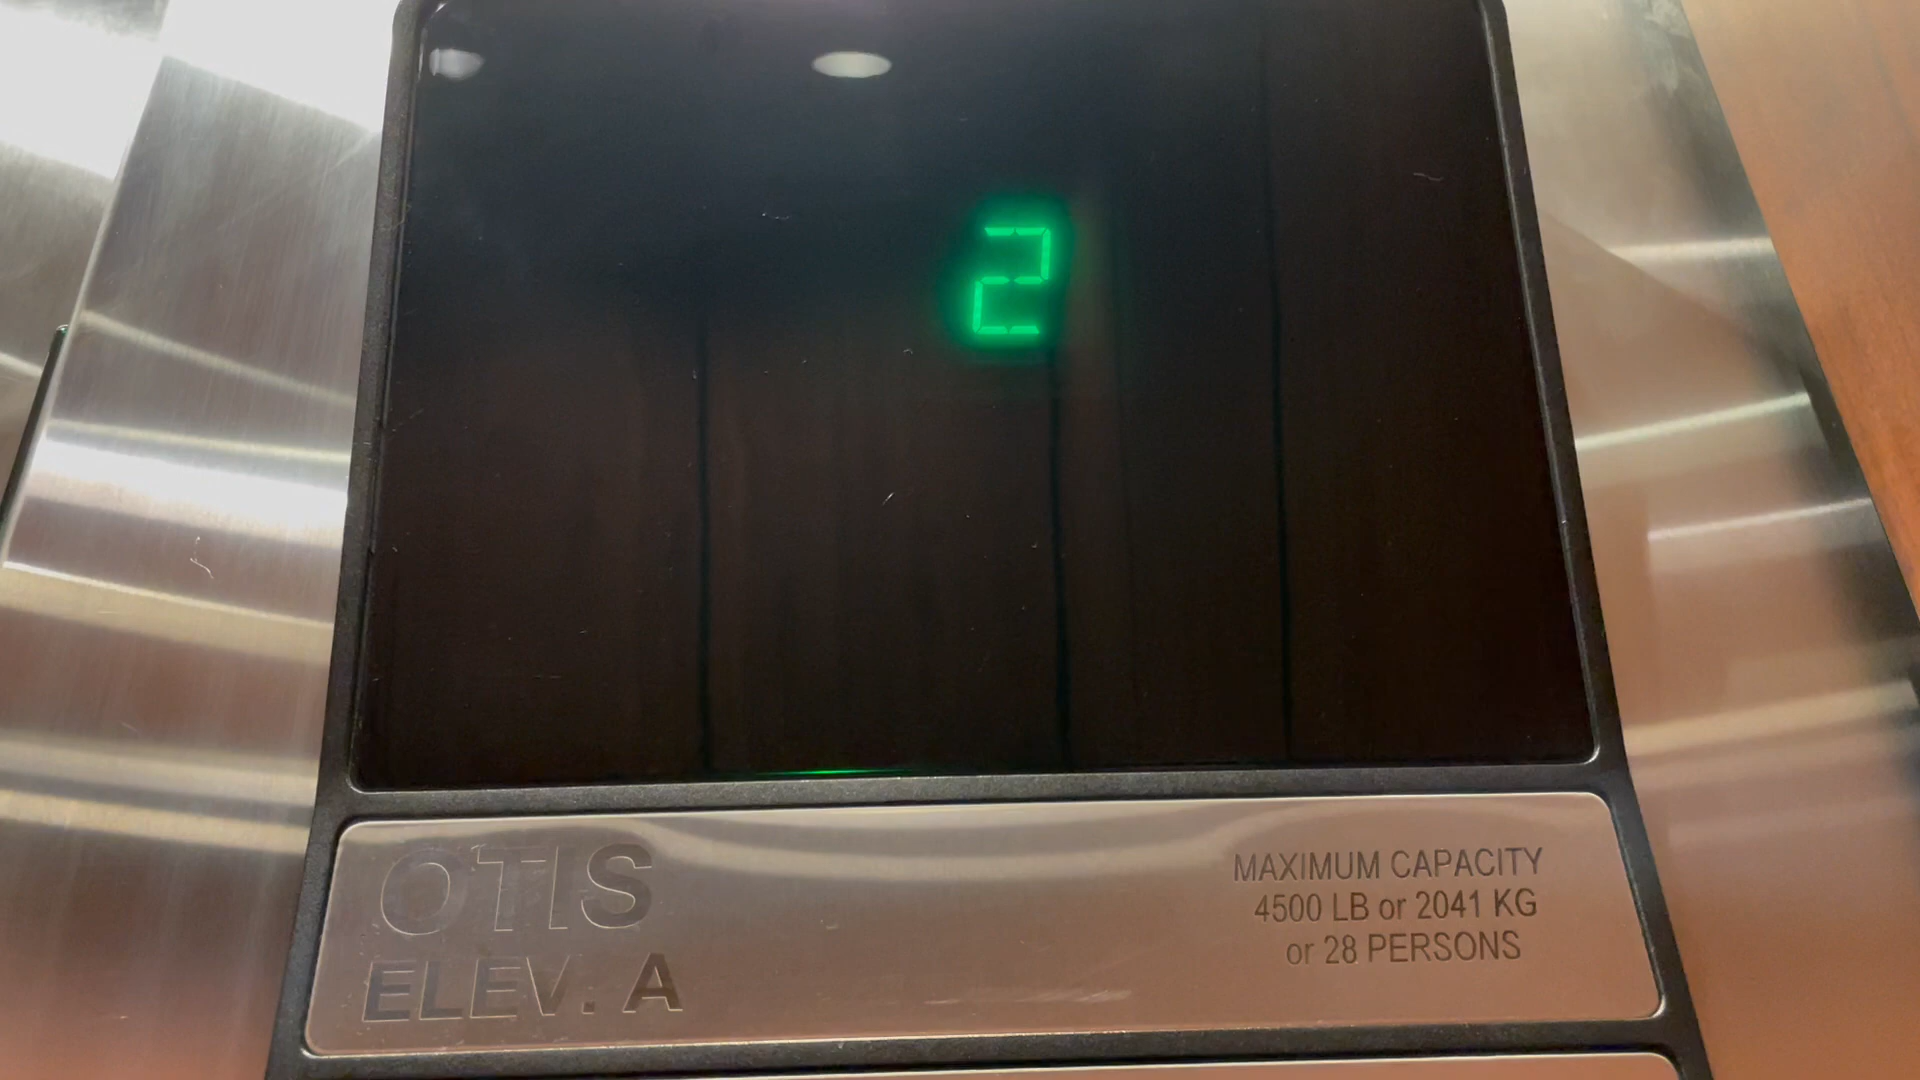 2
OTIS
ELEV. A
MAXIMUM CAPACITY
4500 LB or 2041 KG
or 28 PERSONS